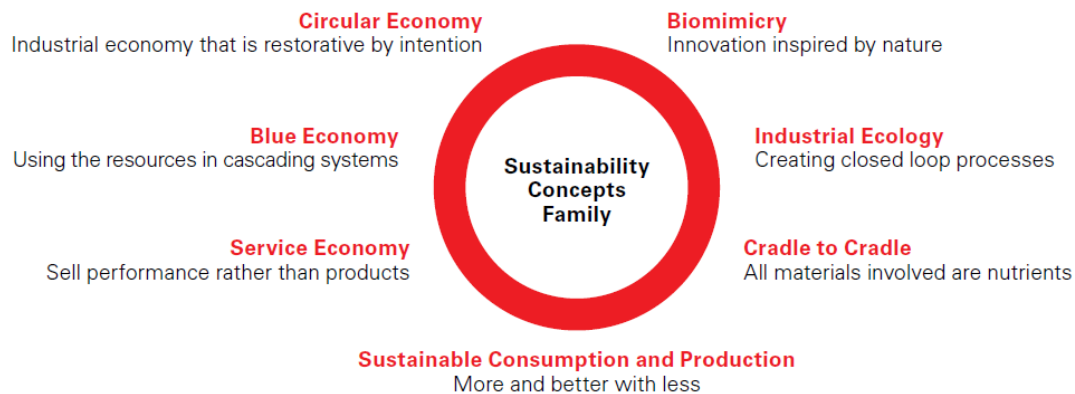 Circular Economy
Industrial economy that is restorative by intention
Biomimicry
Innovation inspired by nature
Blue Economy
Using the resources in cascading systems
Industrial Ecology
Creating closed loop processes
Sustainability
Concepts
Family
Service Economy
Sell performance rather than products
Cradle to Cradle
All materials involved are nutrients
Sustainable Consumption and Production
More and better with less